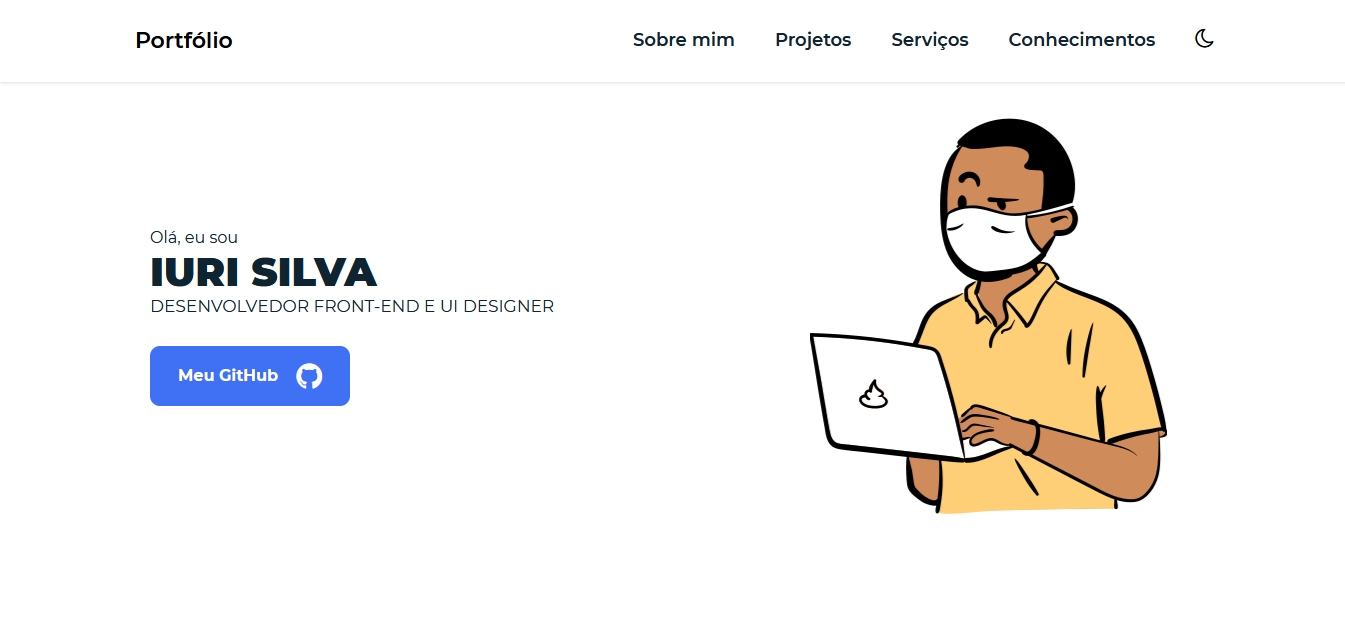 Portfólio
Sobre mim Projetos Serviços Conhecimentos
Olá, eu sou
IURI SILVA
DESENVOLVEDOR FRONT-END E UI DESIGNER
Meu GitHub